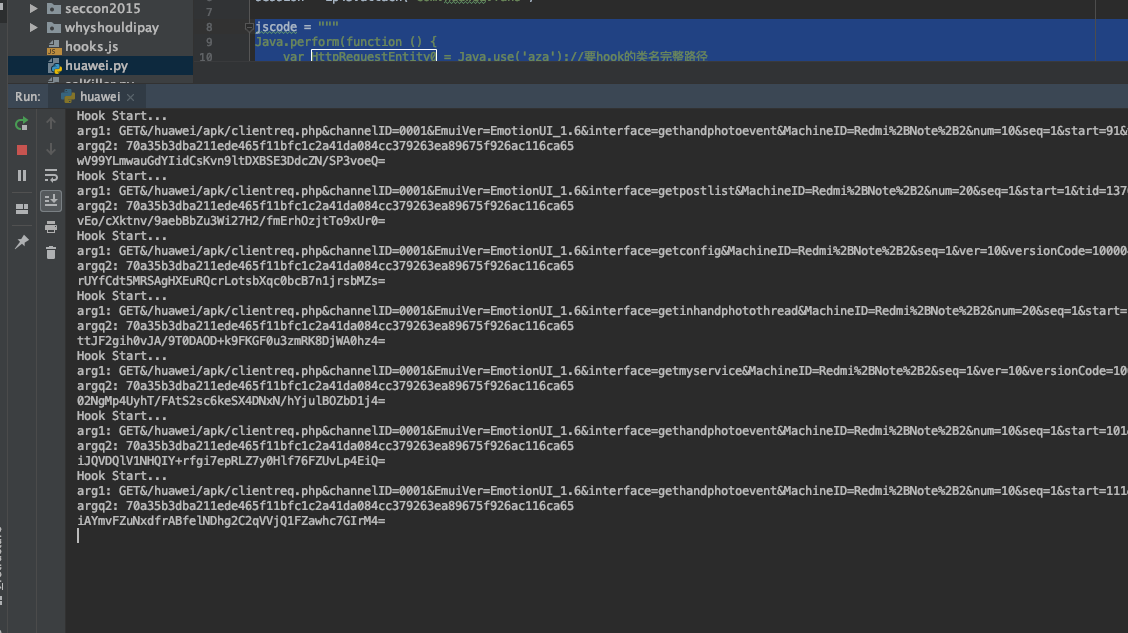 seccon2015
whyshouldipay
hooks.js
huawei.py
7
8
9
10
jscode = """
Java.perform(function () {
var HttpRequestEntity0 = Java.use('aza');//要hook的类名完整路径
Run:
huawei
Hook Start...
arg1: GET&/huawei/apk/clientreq.php&channelID=0001&EmuiVer=EmotionUI_1.6&interface=gethandphotoevent&MachineID=Redmi%2BNote%2B2&num=10&seq=1&start=91&
argq2: 70a35b3dba211ede465f11bfc1c2a41da084cc379263ea89675f926ac116ca65
wV99YLmwauGdYIidCsKvn9ltDXBSE3DdcZN/SP3voeQ=
Hook Start...
arg1: GET&/huawei/apk/clientreq.php&channelID=0001&EmuiVer=EmotionUI_1.6&interface=getpostlist&MachineID=Redmi%2BNote%2B2&num=20&seq=1&start=1&tid=137
argq2: 70a35b3dba211ede465f11bfc1c2a41da084cc379263ea89675f926ac116ca65
vEo/cXktnv/9aebBbZu3Wi27H2/fmErhOzjtTo9xUr0=
Hook Start...
arg1: GET&/huawei/apk/clientreq.php&channelID=0001&EmuiVer=EmotionUI_1.6&interface=getconfig&MachineID=Redmi%2BNote%2B2&seq=1&ver=10&versionCode=10000
argq2: 70a35b3dba211ede465f11bfc1c2a41da084cc379263ea89675f926ac116ca65
rUYfCdt5MRSAgHXEuRQcrLotsbXqc0bcB7n1jrsbMZs=
Hook Start...
arg1: GET&/huawei/apk/clientreq.php&channelID=0001&EmuiVer=EmotionUI_1.6&interface=getinhandphotothread&MachineID=Redmi%2BNote%2B2&num=20&seq=1&start=
argq2: 70a35b3dba211ede465f11bfc1c2a41da084cc379263ea89675f926ac116ca65
ttJF2gih0vJA/9T0DAOD+k9FKGF0u3zmRK8DjWA0hz4=
Hook Start...
arg1: GET&/huawei/apk/clientreq.php&channelID=0001&EmuiVer=EmotionUI_1.6&interface=getmyservice&MachineID=Redmi%2BNote%2B2&seq=1&ver=10&versionCode=100
argq2: 70a35b3dba211ede465f11bfc1c2a41da084cc379263ea89675f926ac116ca65
02NgMp4UyhT/FAtS2sc6keSX4DNxN/hYjulBOZbD1j4=
Hook Start...
arg1: GET&/huawei/apk/clientreq.php&channelID=0001&EmuiVer=EmotionUI_1.6&interface=gethandphotoevent&MachineID=Redmi%2BNote%2B2&num=10&seq=1&start=101
argq2: 70a35b3dba211ede465f11bfc1c2a41da084cc379263ea89675f926ac116ca65
iJQVDQlV1NHQIY+rfgi7epRLZ7y0Hlf76FZUvLp4EiQ=
Hook Start...
arg1: GET&/huawei/apk/clientreq.php&channelID=0001&EmuiVer=EmotionUI_1.6&interface=gethandphotoevent&MachineID=Redmi%2BNote%2B2&num=10&seq=1&start=111
argq2: 70a35b3dba211ede465f11bfc1c2a41da084cc379263ea89675f926ac116ca65
iAYmvFZuNxdfrABfelNDhg2C2qVVjQ1FZawhc7GIrM4=